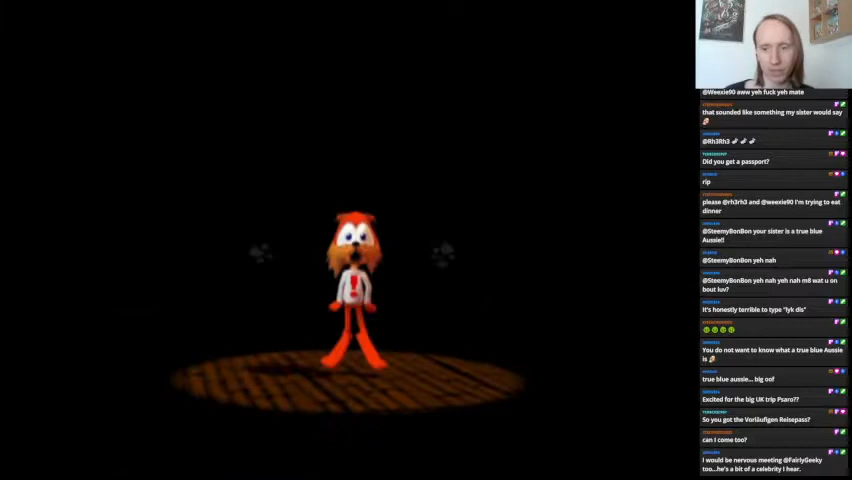 @Weexie90 aww yeh fuck yeh mate
that sounded like something my sister would say
@Rh3Rh3
Did you get a passport?
rip
please @rh3rh3 and @weexie90 I'm trying to eat
dinner
@SteemyBonBon your sister is a true blue
Aussie!!
@SteemyBonBon yeh nah
@SteemyBonBon yeh nah yeh nah m8 wat u on
bout luv?
It's honestly terrible to type "lyk dis"
You do not want to know what a true blue Aussie
is
true blue aussie... big oof
Excited for the big UK trip Psaro??
So you got the Vorläufigen Reisepass?
can I come too?
I would be nervous meeting @FairlyGeeky
too...he's a bit of a celebrity I hear.